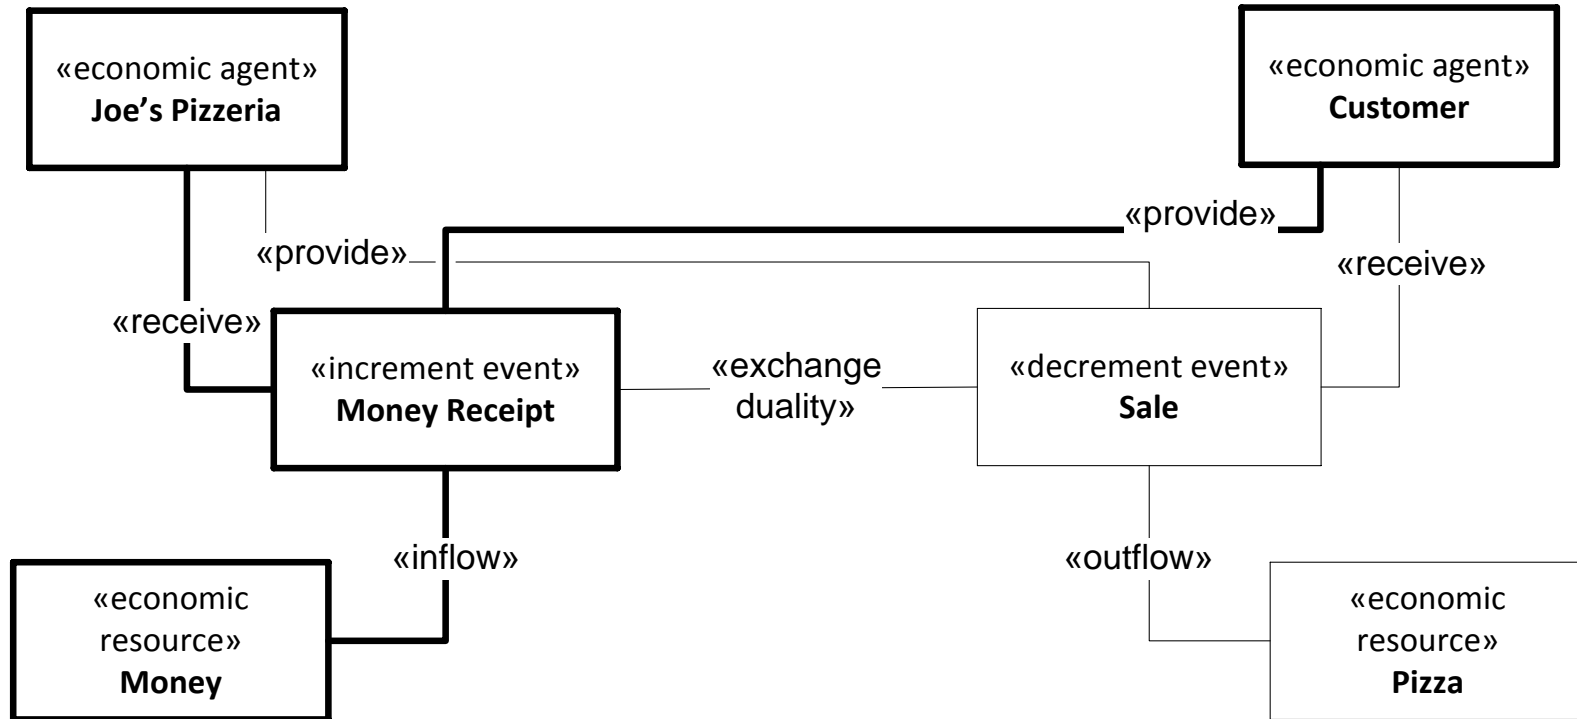 «economic agent»
Joe's Pizzeria
«economic agent»
Customer
«provide»
«provide»
«receive»
«receive»
«increment event»
Money Receipt
«exchange
duality»
«decrement event»
Sale
«inflow»
«outflow»
«economic
resource»
Money
«economic
resource»
Pizza